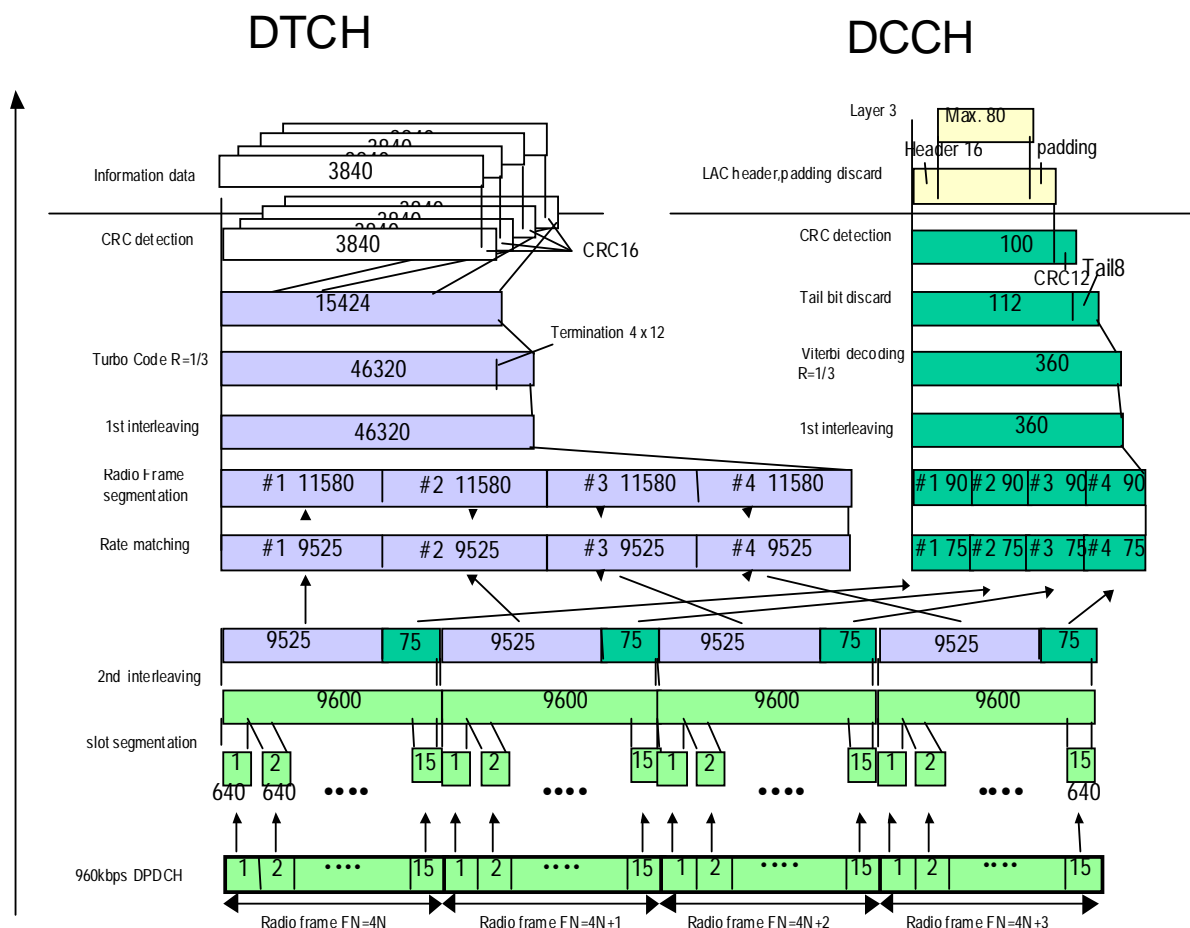 DTCH
DCCH
Layer 3
Max. 80
Header 16
padding
Information data
3840
3840
3840
3840
LAC header,padding discard
CRC detection
3840
3840
3840
3840
CRC16
CRC detection
100
CRC12
Tail8
15424
Tail bit discard
112
Termination 4 x 12
Turbo Code R=1/3
46320
Viterbi decoding
R=1/3
360
1st interleaving
46320
1st interleaving
360
Radio Frame
segmentation
#1 11580
#2 11580
#3 11580
#4 11580
#1 90
#2 90
#3 90
#4 90
Rate matching
#1 9525
#2 9525
#3 9525
#4 9525
#1 75
#2 75
#3 75
#4 75
9525
75
9525
75
9525
75
9525
75
2nd interleaving
9600
9600
9600
9600
slot segmentation
1
2
15
1
2
15
1
2
15
1
2
15
640
640
••••
••••
••••
••••
640
960kbps DPDCH
1
2
••••
15
1
2
••••
15
1
2
••••
15
1
2
••••
15
Radio frame FN=4N
Radio frame FN=4N+1
Radio frame FN=4N+2
Radio frame FN=4N+3